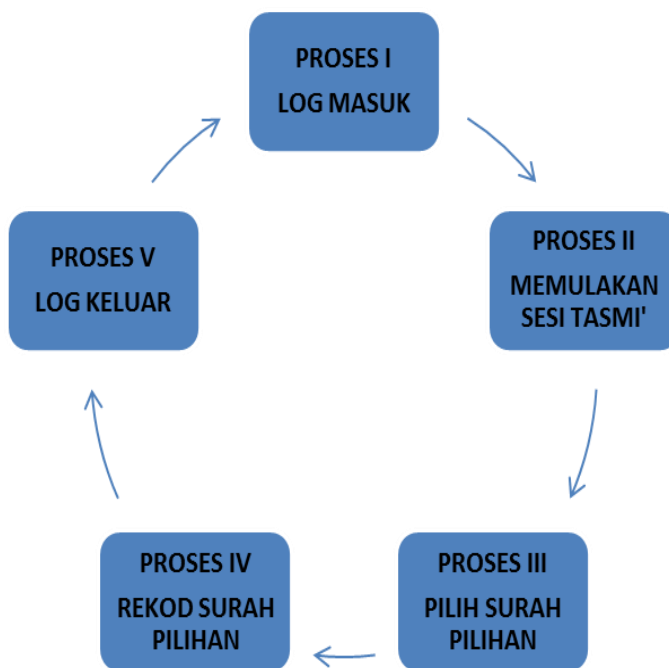 PROSES I
LOG MASUK
PROSES II
MEMULAKAN
SESI TASMI'
PROSES III
PILIH SURAH
PILIHAN
PROSES IV
REKOD SURAH
PILIHAN
PROSES V
LOG KELUAR